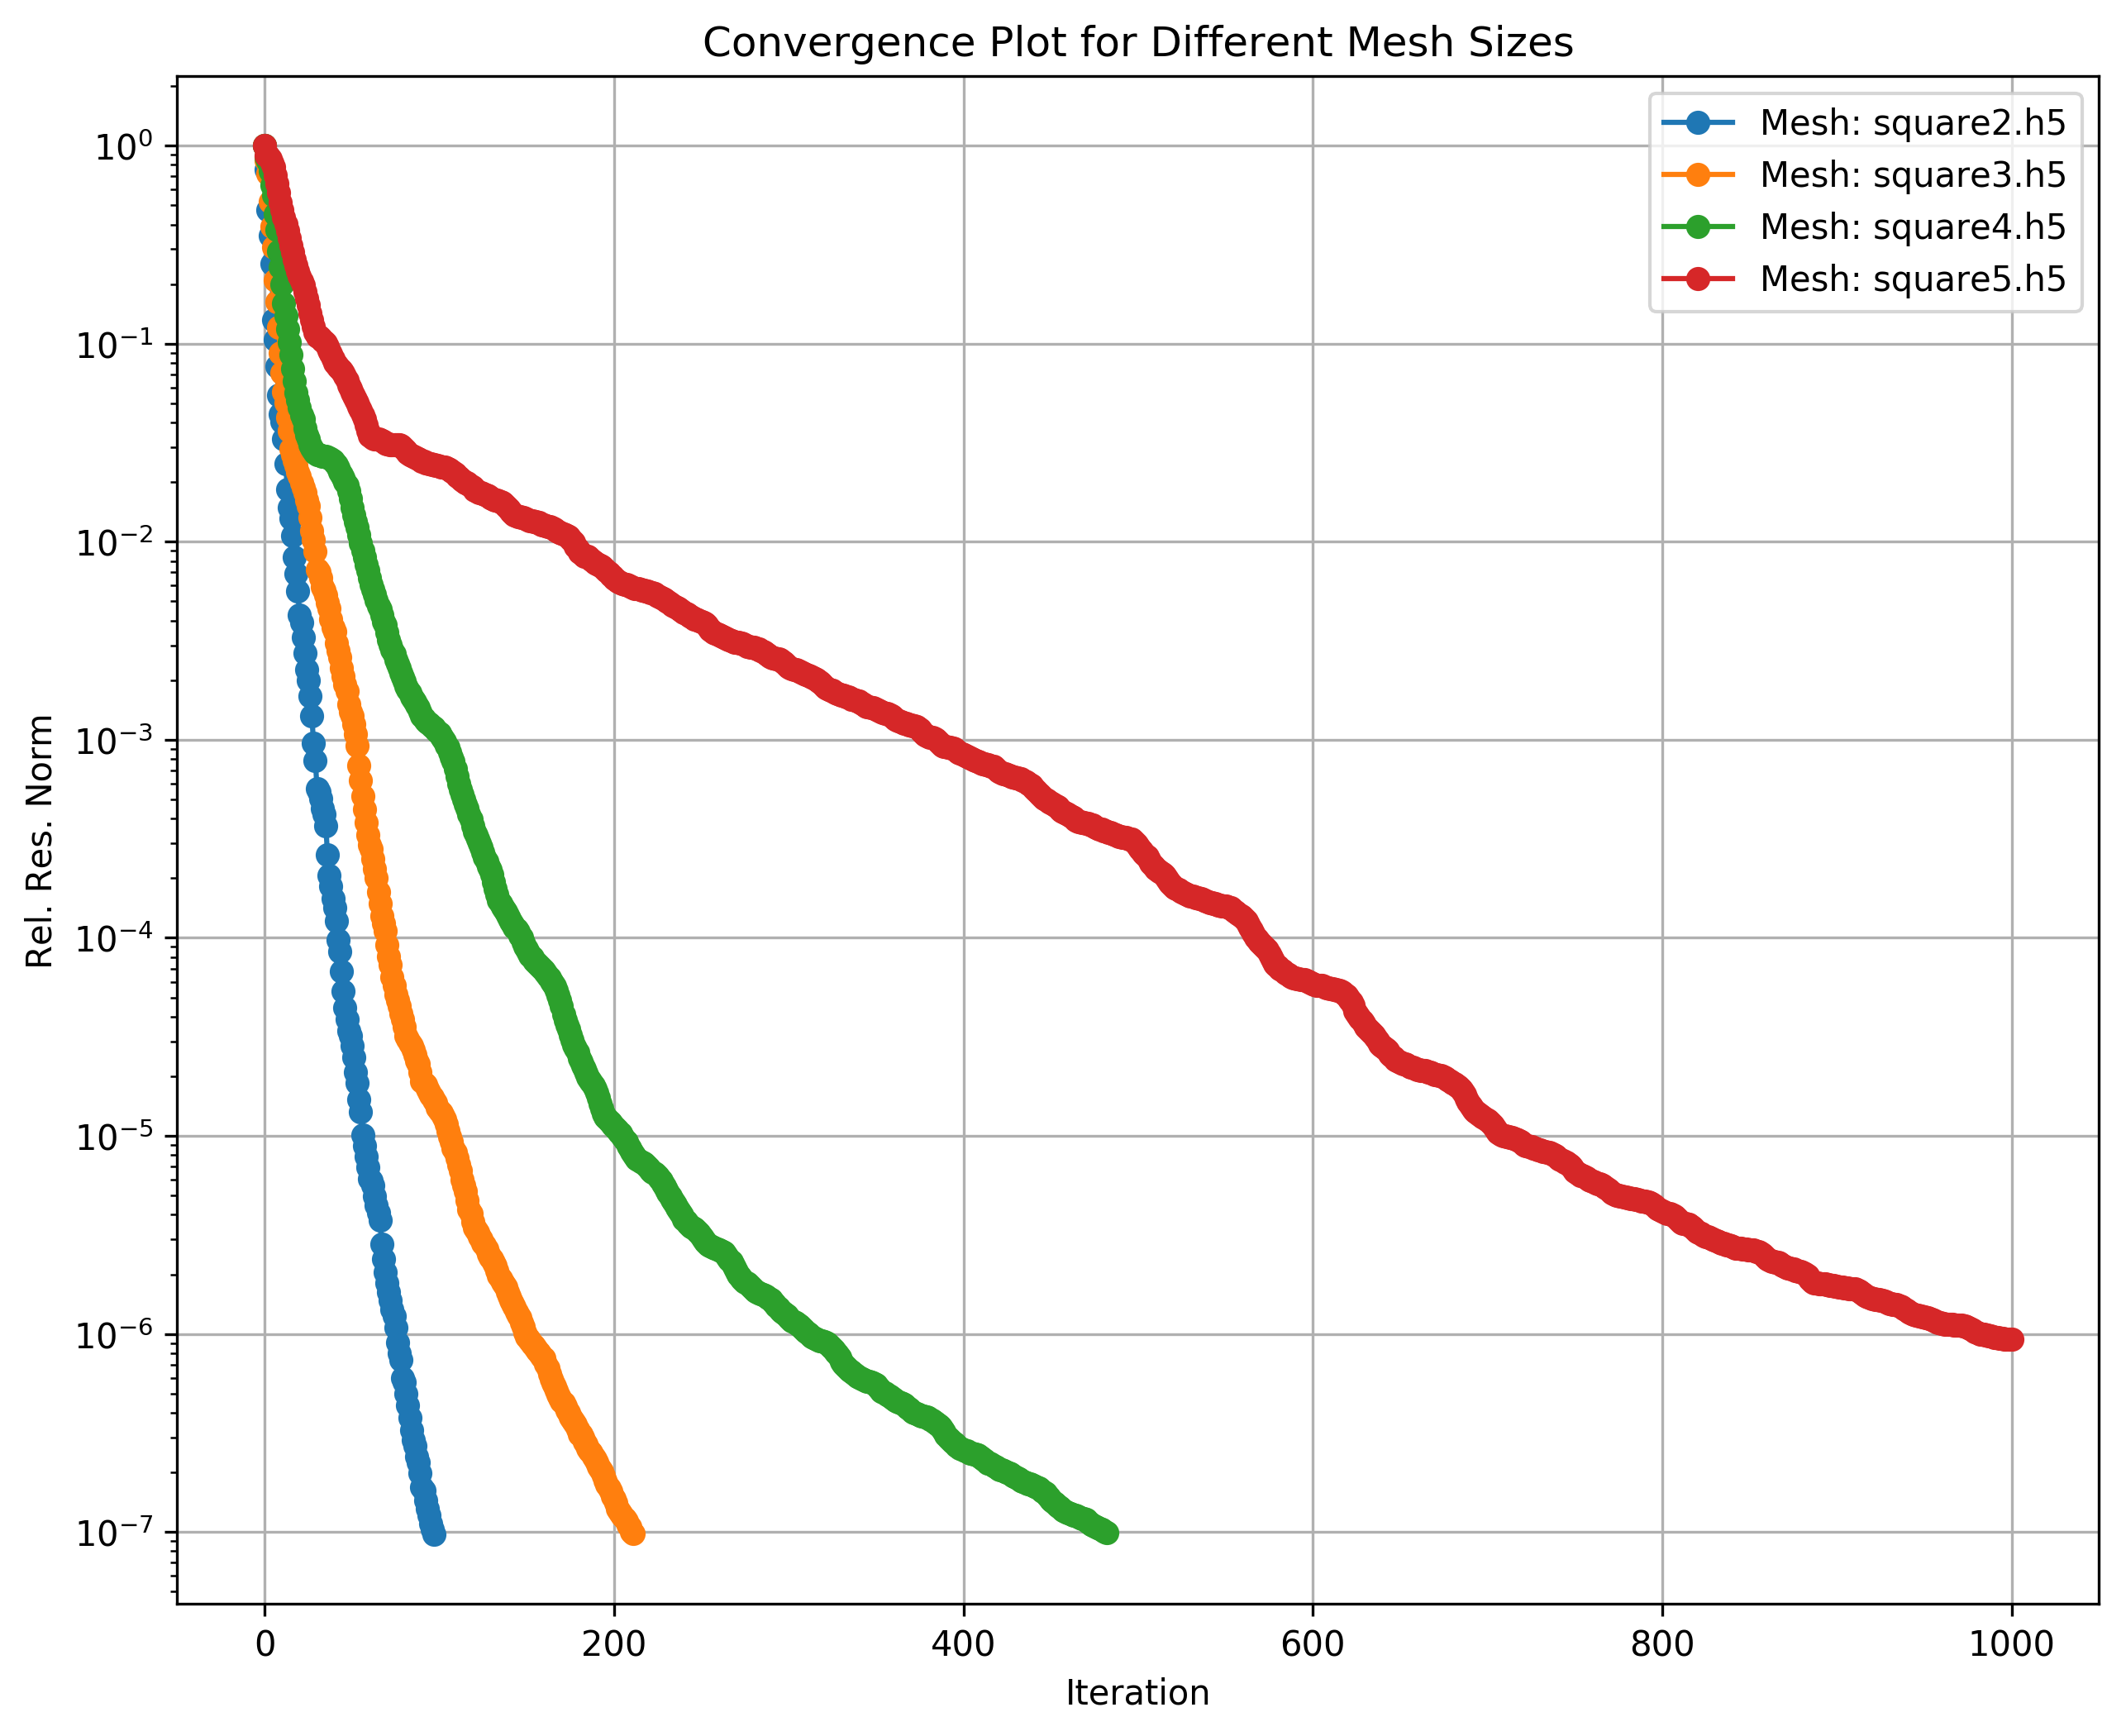 Convergence Plot for Different Mesh Sizes
Mesh: square2.h5
Mesh: square3.h5
Mesh: square4.h5
Mesh: square5.h5
Rel. Res. Norm
10⁰
10⁻¹
10⁻²
10⁻³
10⁻⁴
10⁻⁵
10⁻⁶
10⁻⁷
0 200 400 600 800 1000
Iteration